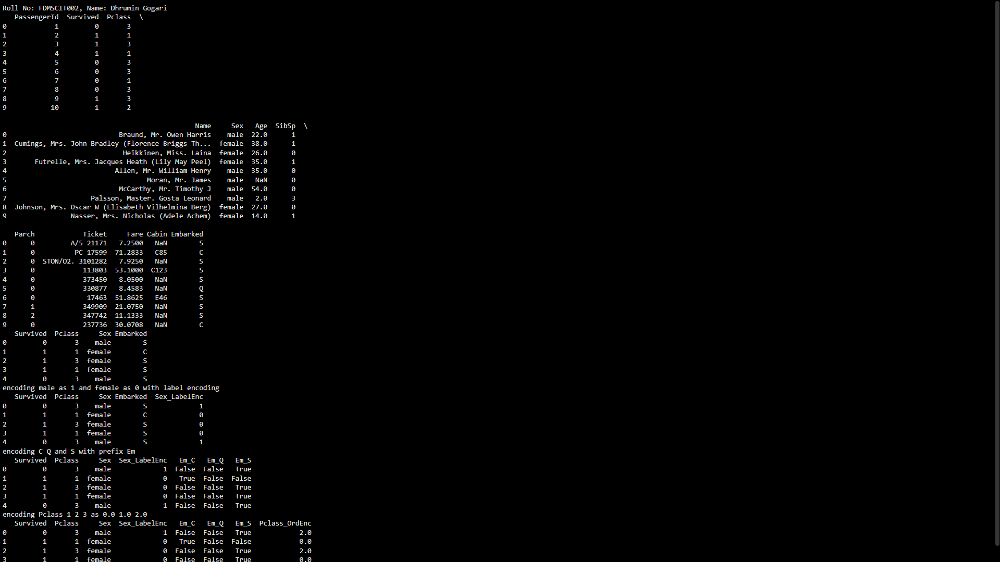 Roll No: FDMSCIT002, Name: Dhrumin Gogari
   PassengerId  Survived  Pclass  \
0            1         0       3
1            2         1       1
2            3         1       3
3            4         1       1
4            5         0       3
5            6         0       3
6            7         0       1
7            8         0       3
8            9         1       3
9           10         1       2
                                                Name     Sex   Age  SibSp  \
0                            Braund, Mr. Owen Harris    male  22.0      1
1  Cumings, Mrs. John Bradley (Florence Briggs Th...  female  38.0      1
2                             Heikkinen, Miss. Laina  female  26.0      0
3       Futrelle, Mrs. Jacques Heath (Lily May Peel)  female  35.0      1
4                           Allen, Mr. William Henry    male  35.0      0
5                                   Moran, Mr. James    male   NaN      0
6                            McCarthy, Mr. Timothy J    male  54.0      0
7                     Palsson, Master. Gosta Leonard    male   2.0      3
8  Johnson, Mrs. Oscar W (Elisabeth Vilhelmina Berg)  female  27.0      0
9                Nasser, Mrs. Nicholas (Adele Achem)  female  14.0      1
   Parch            Ticket     Fare Cabin Embarked
0      0         A/5 21171   7.2500   NaN        S
1      0          PC 17599  71.2833   C85        C
2      0  STON/O2. 3101282   7.9250   NaN        S
3      0            113803  53.1000  C123        S
4      0            373450   8.0500   NaN        S
5      0            330877   8.4583   NaN        Q
6      0             17463  51.8625   E46        S
7      1            349909  21.0750   NaN        S
8      2            347742  11.1333   NaN        S
9      0            237736  30.0708   NaN        C
   Survived  Pclass     Sex Embarked
0         0       3    male        S
1         1       1  female        C
2         1       3  female        S
3         1       1  female        S
4         0       3    male        S
encoding male as 1 and female as 0 with label encoding
   Survived  Pclass     Sex Embarked  Sex_LabelEnc
0         0       3    male        S             1
1         1       1  female        C             0
2         1       3  female        S             0
3         1       1  female        S             0
4         0       3    male        S             1
encoding C Q and S with prefix Em
   Survived  Pclass     Sex  Sex_LabelEnc   Em_C   Em_Q   Em_S
0         0       3    male             1  False  False   True
1         1       1  female             0   True  False  False
2         1       3  female             0  False  False   True
3         1       1  female             0  False  False   True
4         0       3    male             1  False  False   True
encoding Pclass 1 2 3 as 0.0 1.0 2.0
   Survived  Pclass     Sex  Sex_LabelEnc   Em_C   Em_Q   Em_S  Pclass_OrdEnc
0         0       3    male             1  False  False   True            2.0
1         1       1  female             0   True  False  False            0.0
2         1       3  female             0  False  False   True            2.0
3         1       1  female             0  False  False   True            0.0